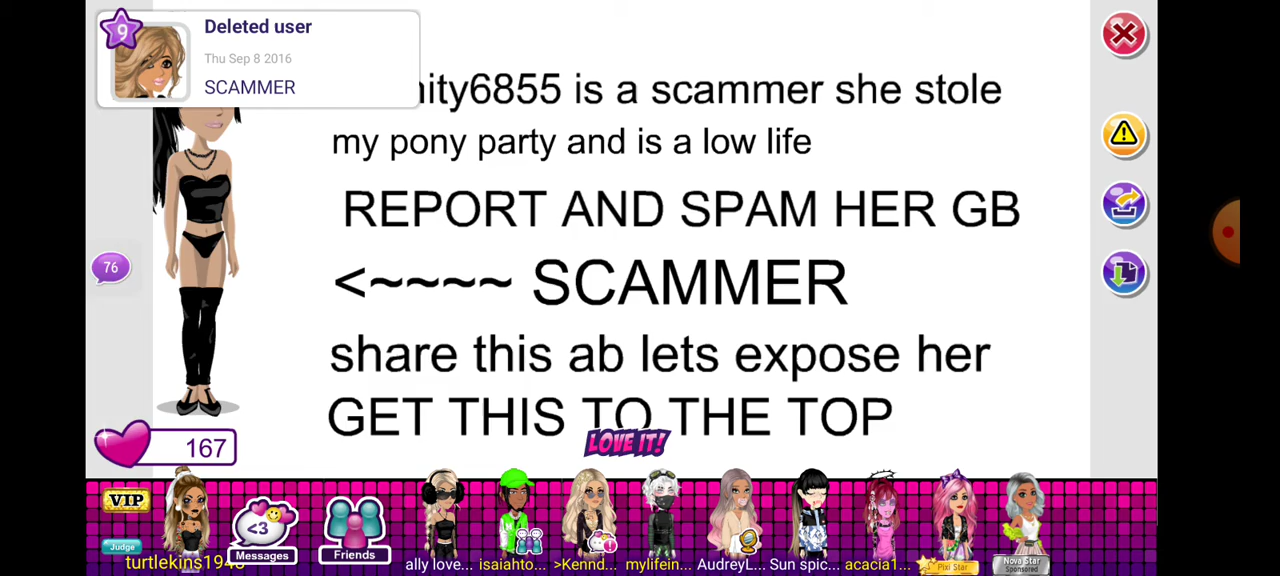 9
Deleted user
Thu Sep 8 2016
SCAMMER
is a scammer she stole
my pony party and is a low life
REPORT AND SPAM HER GB
<~~~~ SCAMMER
share this ab lets expose her
GET THIS TO THE TOP
76
167
LOVE IT!
VIP
Judge
<3
Messages
Friends
turtlekins194
ally love...
isaiahto...
>Kennd...
mylifein...
AudreyL...
Sun spic...
acacia1...
Pixi Star
Nova Star
Sponsored